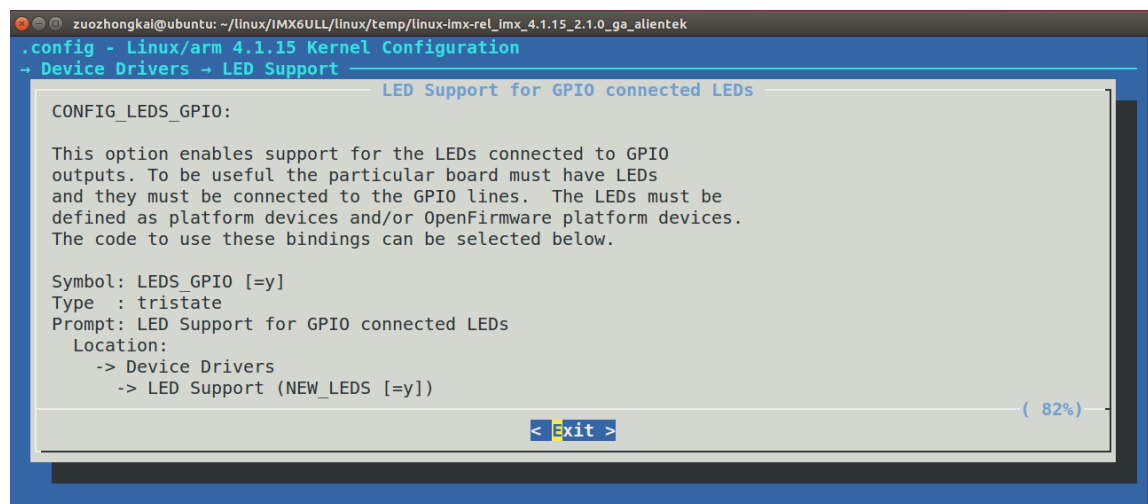 zuozhongkai@ubuntu: ~/linux/IMX6ULL/linux/temp/linux-imx-rel_imx_4.1.15_2.1.0_ga_alientek
.config - Linux/arm 4.1.15 Kernel Configuration
→ Device Drivers → LED Support
LED Support for GPIO connected LEDs
CONFIG_LEDS_GPIO:
This option enables support for the LEDs connected to GPIO
outputs. To be useful the particular board must have LEDs
and they must be connected to the GPIO lines.  The LEDs must be
defined as platform devices and/or OpenFirmware platform devices.
The code to use these bindings can be selected below.
Symbol: LEDS_GPIO [=y]
Type  : tristate
Prompt: LED Support for GPIO connected LEDs
Location:
-> Device Drivers
-> LED Support (NEW_LEDS [=y])
( 82%)
< Exit >